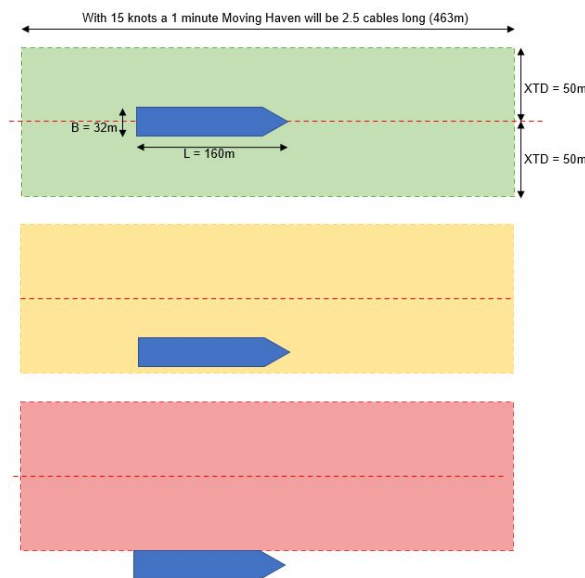 With 15 knots a 1 minute Moving Haven will be 2.5 cables long (463m)
XTD = 50m
B = 32m
L = 160m
XTD = 50m